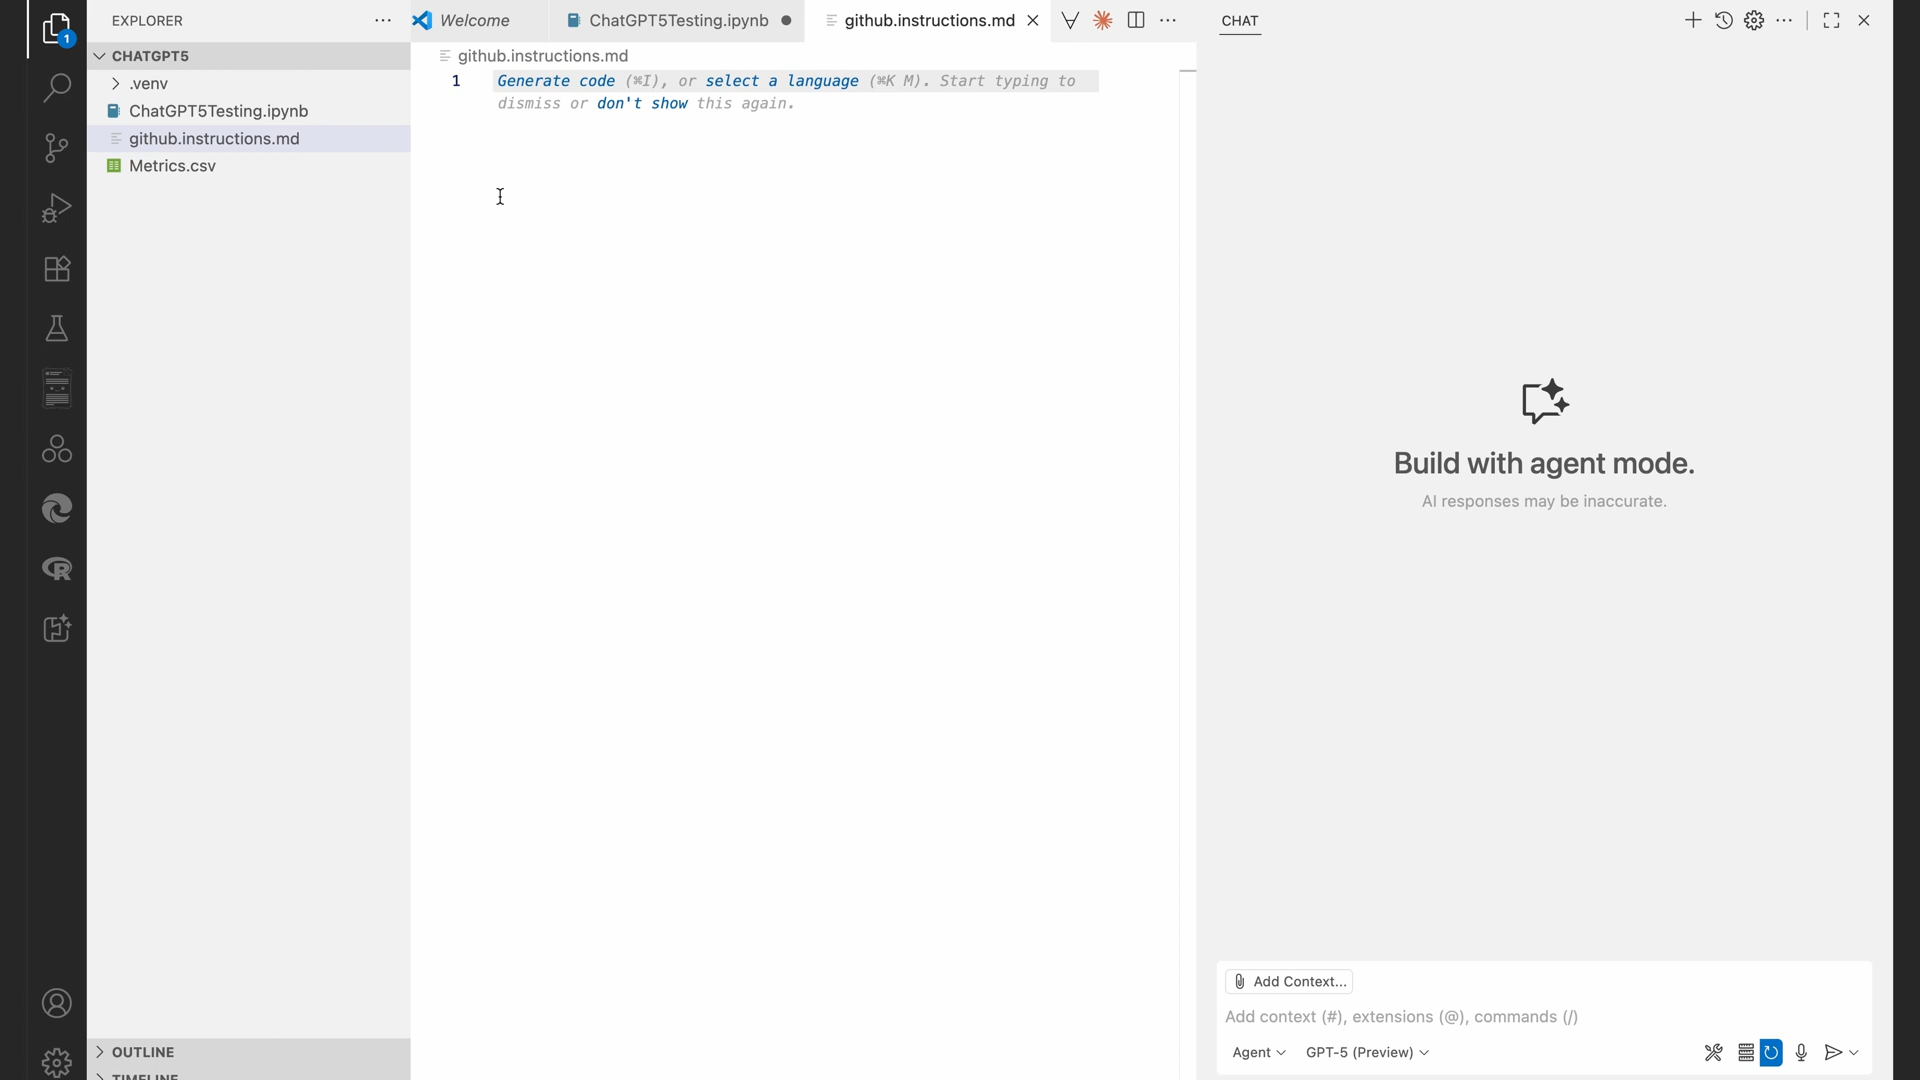 EXPLORER
CHATGPT5
.venv
ChatGPT5Testing.ipynb
github.instructions.md
Metrics.csv
OUTLINE
TIMELINE
1
Welcome
ChatGPT5Testing.ipynb
github.instructions.md
github.instructions.md
1
Generate code (⌘I), or select a language (⌘K M). Start typing to
dismiss or don't show this again.
CHAT
Build with agent mode.
AI responses may be inaccurate.
Add Context...
Add context (#), extensions (@), commands (/)
Agent
GPT-5 (Preview)